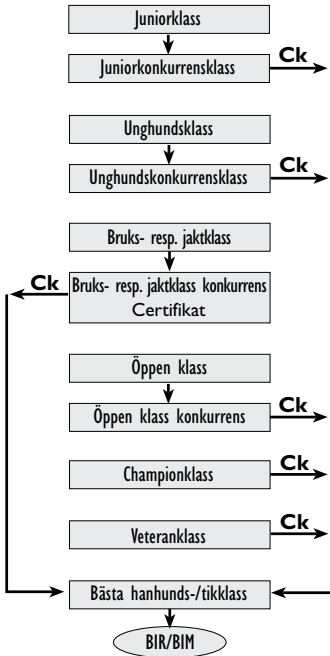 Juniorklass
Juniorkonkurrensklass
Ck
Unghundsklass
Unghundskonkurrensklass
Ck
Bruks- resp. jaktklass
Ck
Bruks- resp. jaktklass konkurrens
Certifikat
Öppen klass
Öppen klass konkurrens
Ck
Championklass
Ck
Veteranklass
Ck
Bästa hanhunds-/tikklass
BIR/BIM